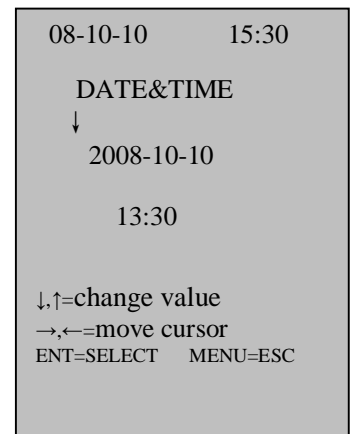 08-10-10 15:30
DATE&TIME
↓
2008-10-10
13:30
↓,↑=change value
→,←=move cursor
ENT=SELECT MENU=ESC